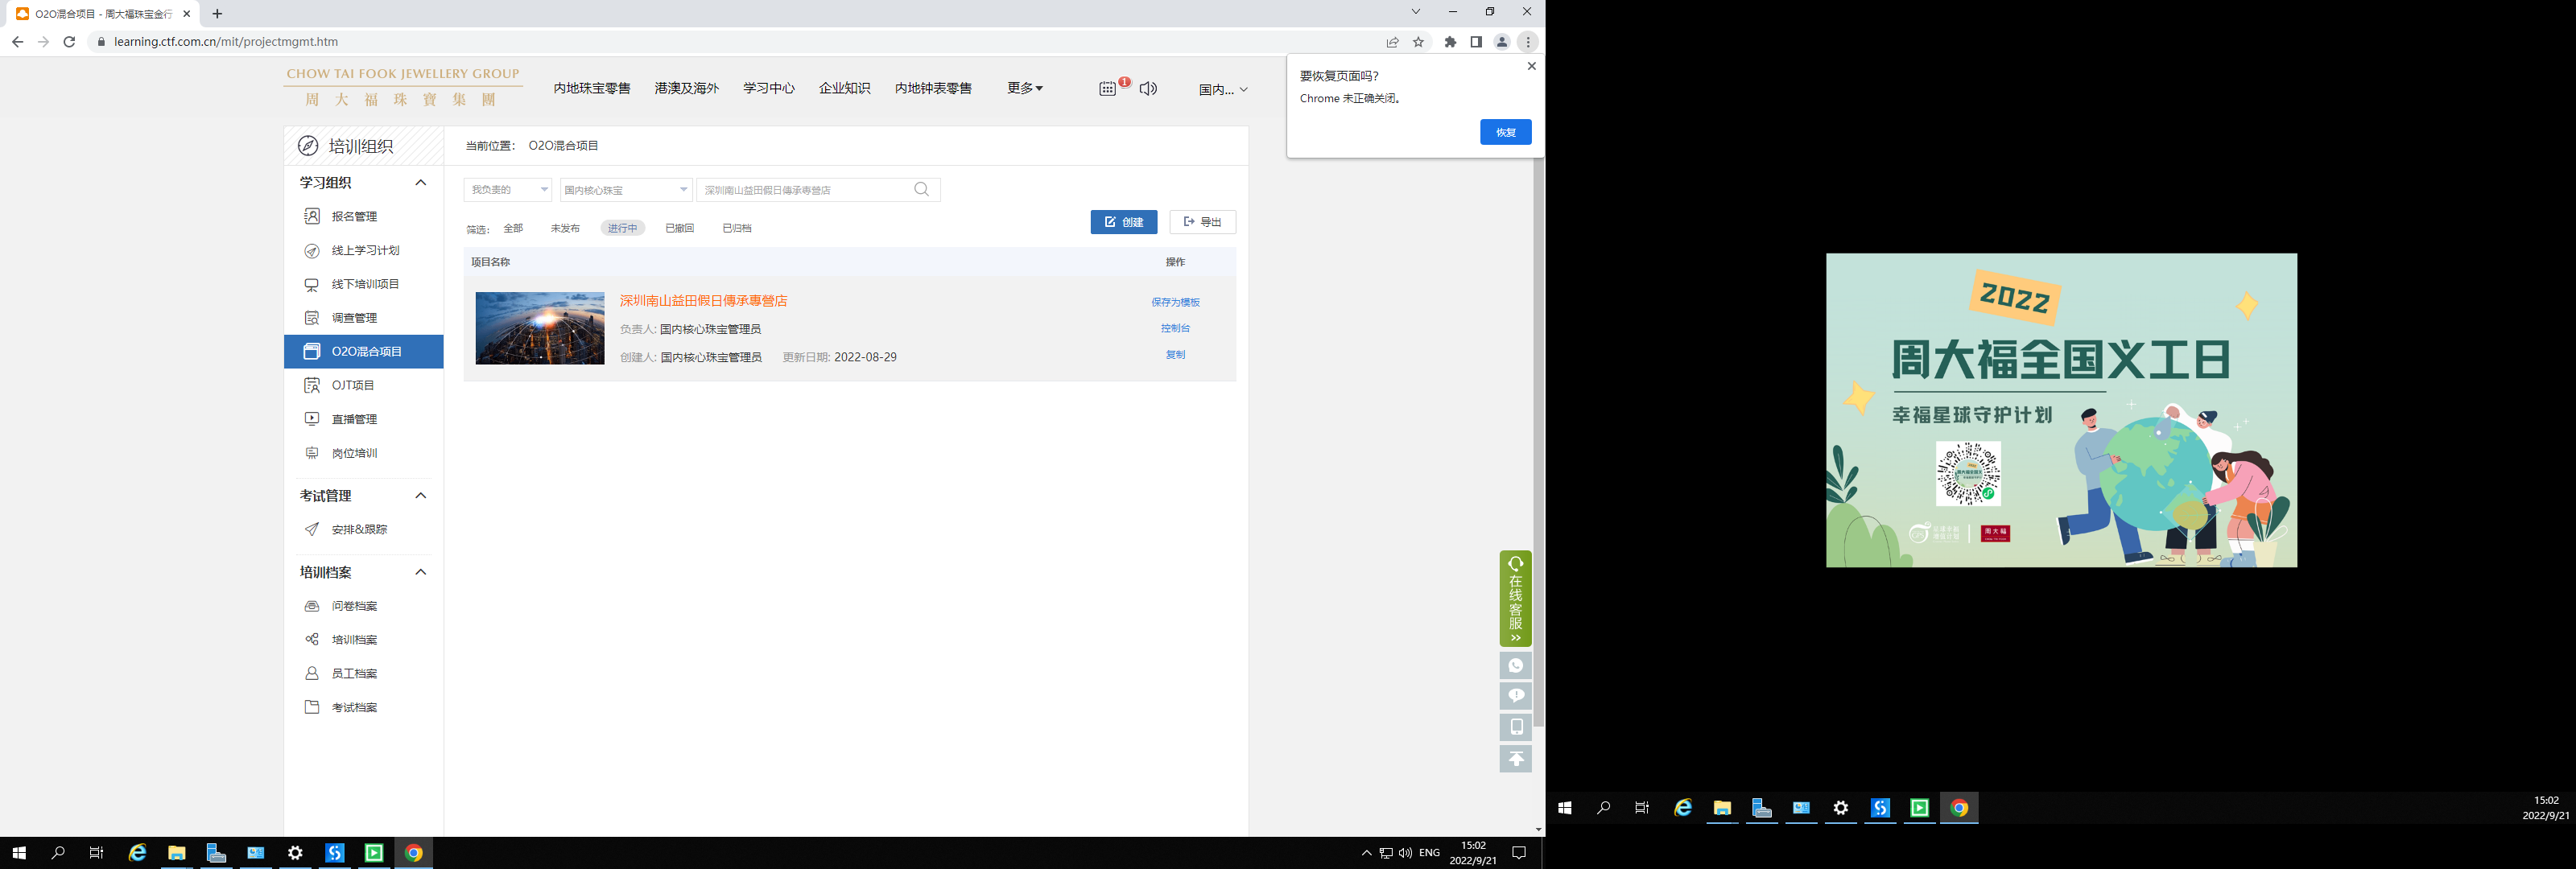 O2O混合项目 - 周大福珠宝金行
learning.ctf.com.cn/mit/projectmgmt.htm
要恢复页面吗?
Chrome 未正确关闭。
恢复
CHOW TAI FOOK JEWELLERY GROUP
周大福珠寶集團
内地珠宝零售 港澳及海外 学习中心 企业知识 内地钟表零售 更多 1 国内...
培训组织
当前位置： O2O混合项目
学习组织
报名管理
线上学习计划
线下培训项目
调查管理
O2O混合项目
OJT项目
直播管理
岗位培训
考试管理
安排&跟踪
培训档案
问卷档案
培训档案
员工档案
考试档案
我负责的 国内核心珠宝 深圳南山益田假日傳承専營店
筛选: 全部 未发布 进行中 已撤回 已归档
创建 导出
项目名称 操作
深圳南山益田假日傳承專營店
负责人: 国内核心珠宝管理员
创建人: 国内核心珠宝管理员 更新日期: 2022-08-29
保存为模板
控制台
复制
在线客服
ENG
15:02
2022/9/21
2022
周大福全国义工日
幸福星球守护计划
周大福
15:02
2022/9/21